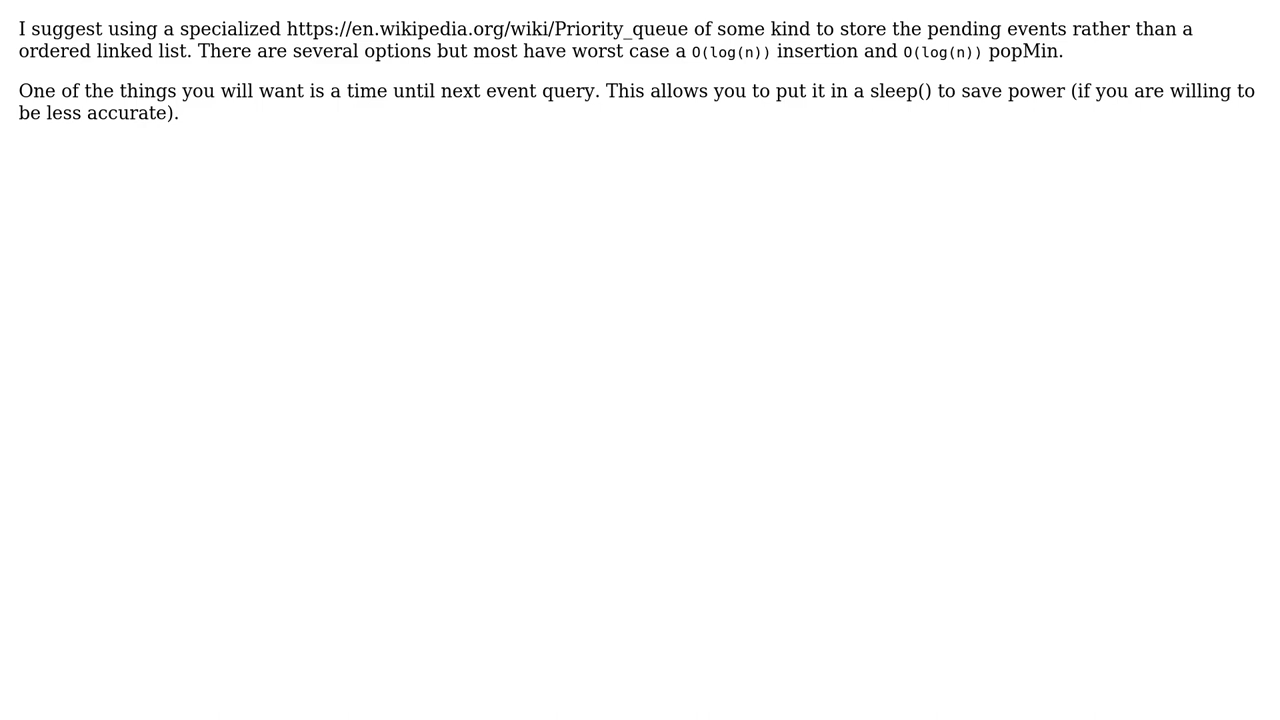 I suggest using a specialized https://en.wikipedia.org/wiki/Priority_queue of some kind to store the pending events rather than a
ordered linked list. There are several options but most have worst case a O(log(n)) insertion and O(log(n)) popMin.
One of the things you will want is a time until next event query. This allows you to put it in a sleep() to save power (if you are willing to
be less accurate).